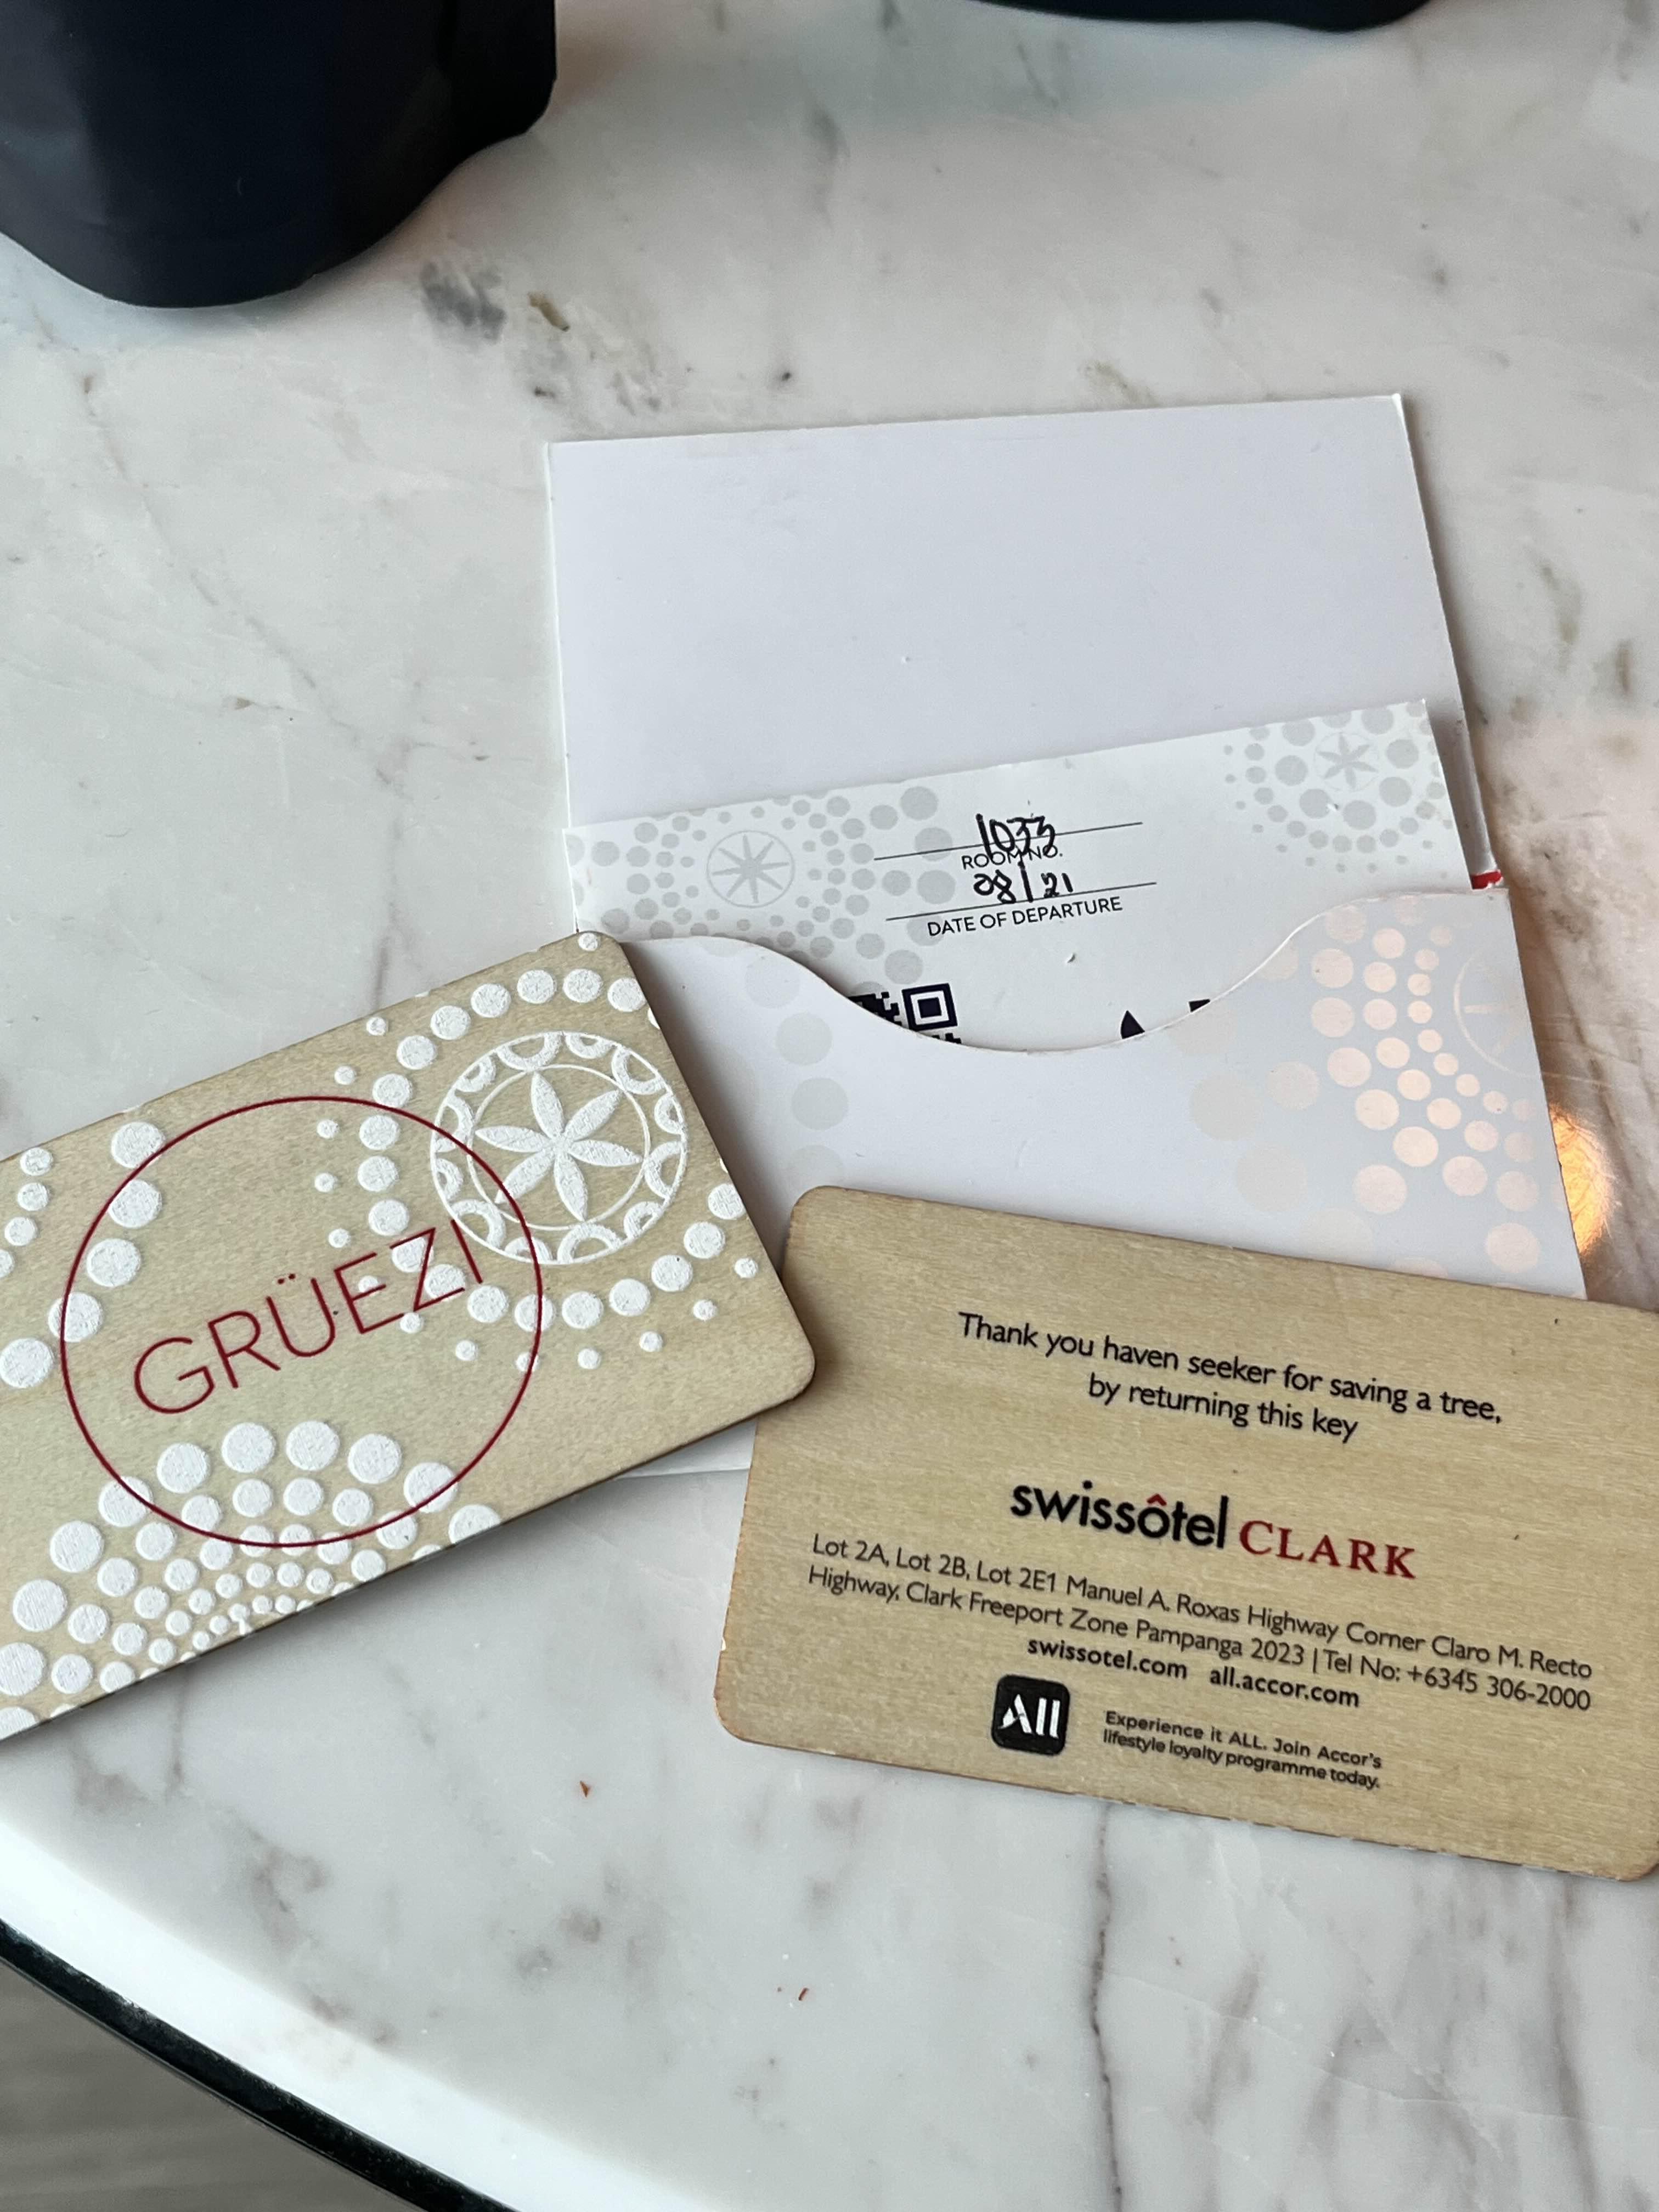 1033
ROOM NO.
08/21
DATE OF DEPARTURE
GRÜEZI
Thank you haven seeker for saving a tree,
by returning this key
swissôtel CLARK
Lot 2A, Lot 2B, Lot 2E1 Manuel A. Roxas Highway Corner Claro M. Recto
Highway, Clark Freeport Zone Pampanga 2023 | Tel No: +6345 306-2000
swissotel.com all.accor.com
All
Experience it ALL. Join Accor's
lifestyle loyalty programme today.